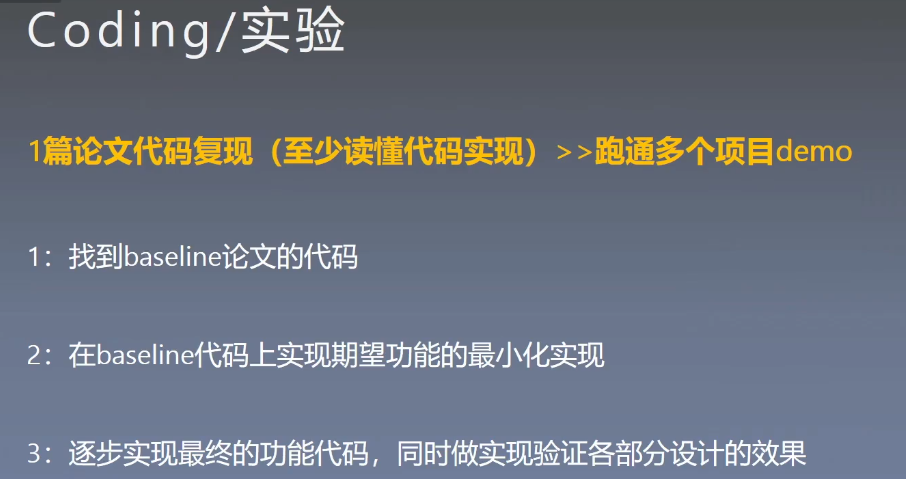 Coding/实验
1篇论文代码复现（至少读懂代码实现）>>跑通多个项目demo
1：找到baseline论文的代码
2：在baseline代码上实现期望功能的最小化实现
3：逐步实现最终的功能代码，同时做实现验证各部分设计的效果